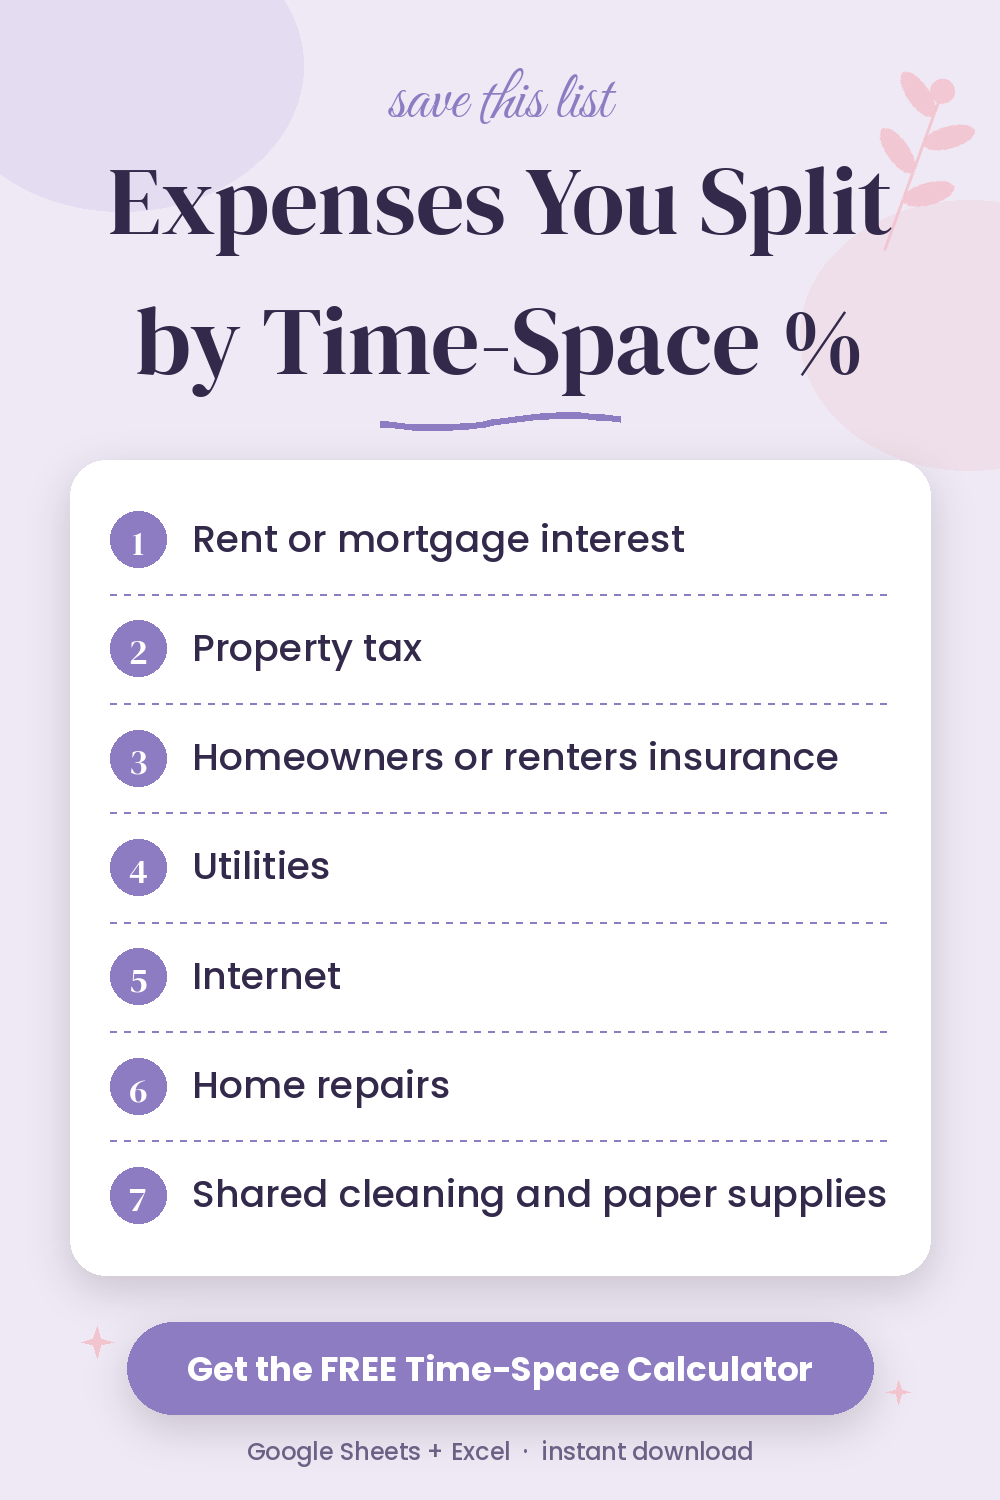 save this list
Expenses You Split
by Time-Space %
1 Rent or mortgage interest
2 Property tax
3 Homeowners or renters insurance
4 Utilities
5 Internet
6 Home repairs
7 Shared cleaning and paper supplies
Get the FREE Time-Space Calculator
Google Sheets + Excel · instant download